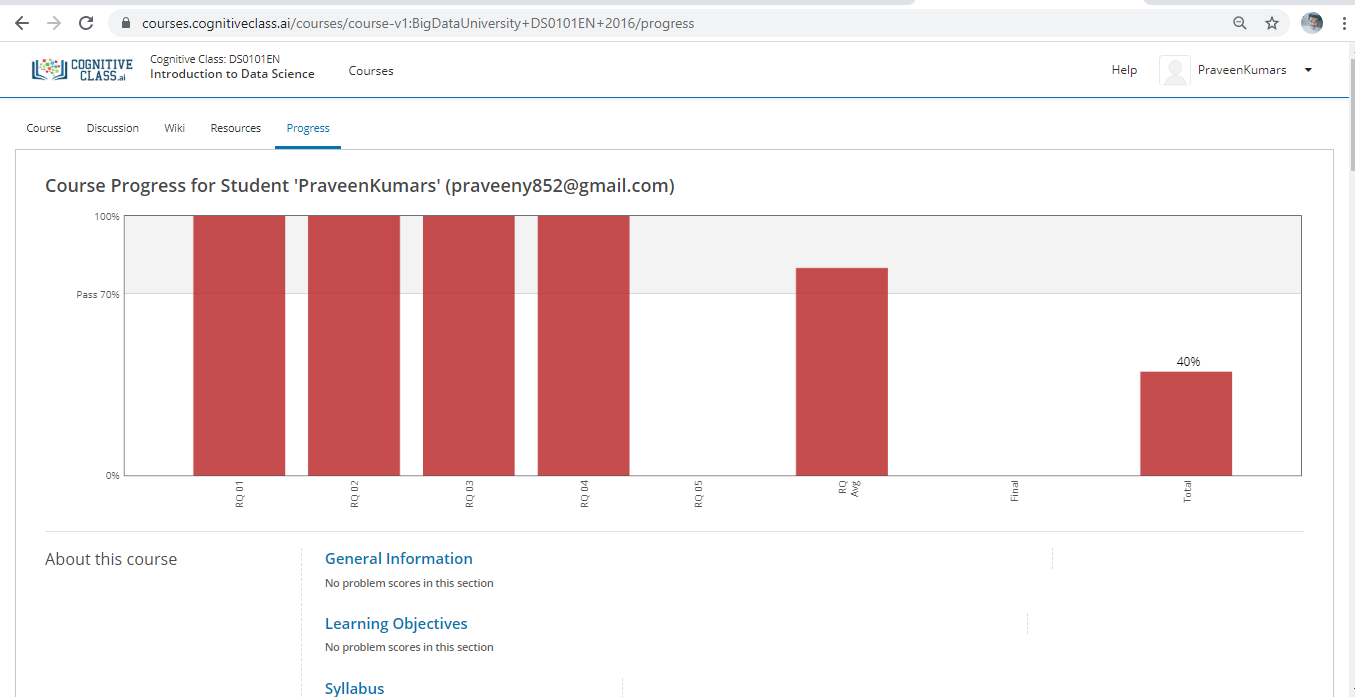 courses.cognitiveclass.ai/courses/course-v1:BigDataUniversity+DS0101EN+2016/progress
COGNITIVE
CLASS.ai
Cognitive Class: DS0101EN
Introduction to Data Science
Courses
Help
PraveenKumars
Course
Discussion
Wiki
Resources
Progress
Course Progress for Student 'PraveenKumars' (praveeny852@gmail.com)
100%
Pass 70%
40%
0%
RQ 01
RQ 02
RQ 03
RQ 04
RQ 05
RQ
Avg
Final
Total
About this course
General Information
No problem scores in this section
Learning Objectives
No problem scores in this section
Syllabus